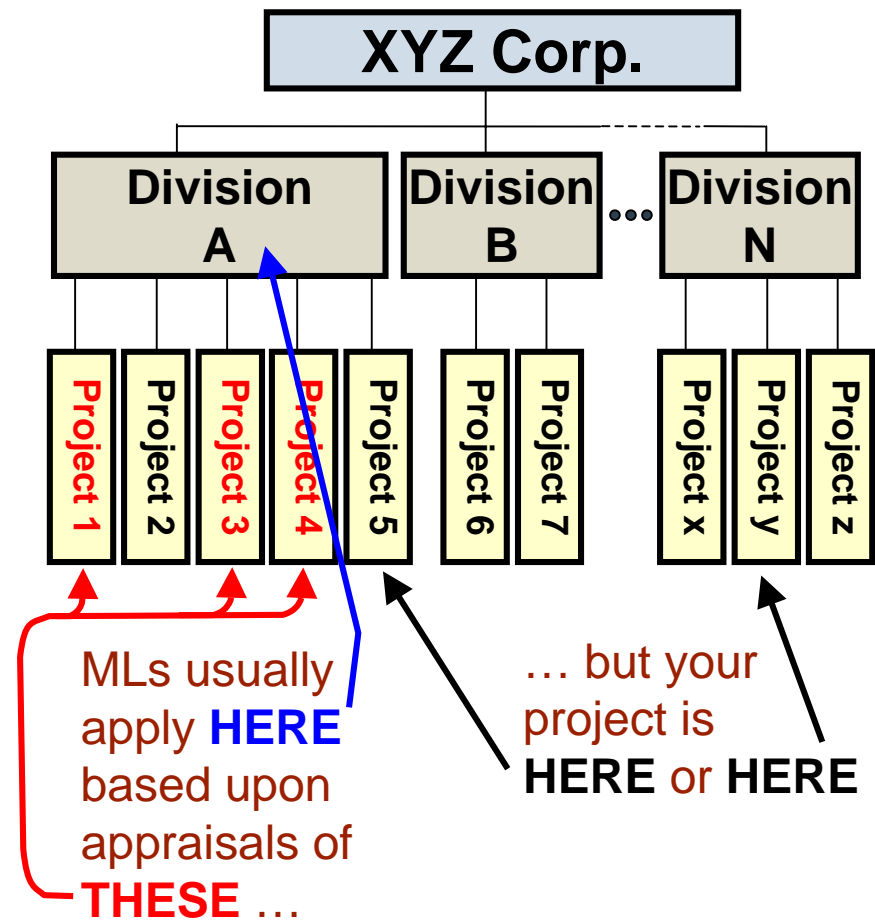 XYZ Corp.
Division
A
Division
B
Division
N
Project 1
Project 2
Project 3
Project 4
Project 5
Project 6
Project 7
Project x
Project y
Project z
MLs usually
apply HERE
based upon
appraisals of
THESE …
… but your
project is
HERE or HERE